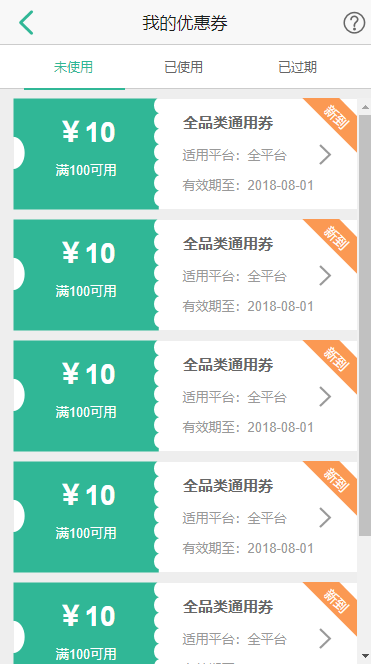 我的优惠券
未使用 已使用 已过期
¥10
满100可用
全品类通用券
适用平台：全平台
有效期至：2018-08-01
新到
¥10
满100可用
全品类通用券
适用平台：全平台
有效期至：2018-08-01
新到
¥10
满100可用
全品类通用券
适用平台：全平台
有效期至：2018-08-01
新到
¥10
满100可用
全品类通用券
适用平台：全平台
有效期至：2018-08-01
新到
¥10
满100可用
全品类通用券
适用平台：全平台
新到